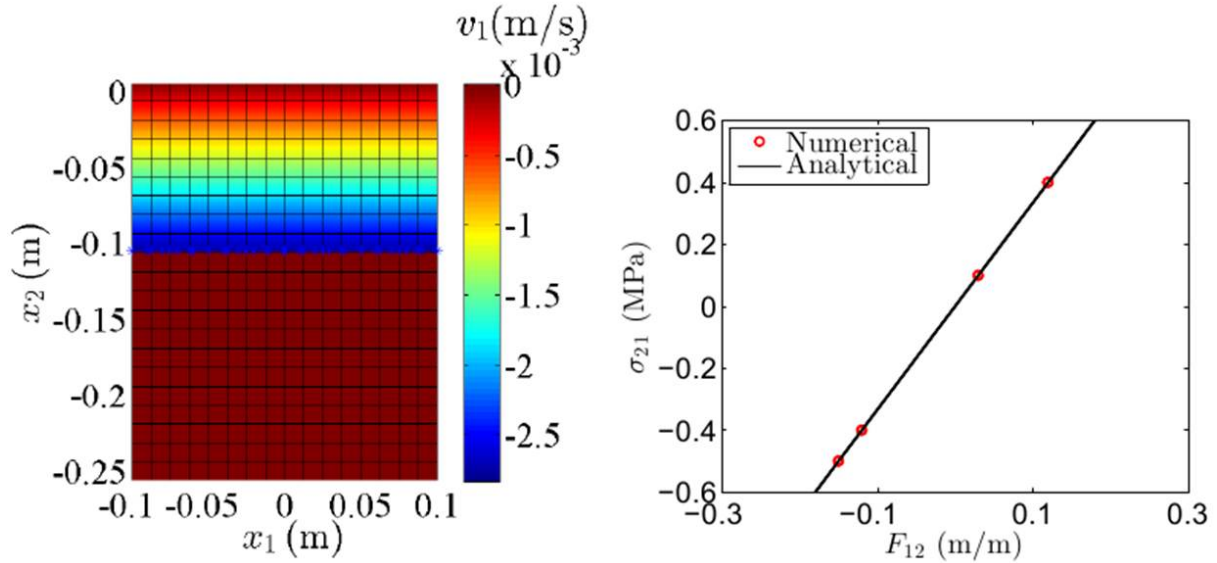 v₁(m/s)
x 10⁻³
0
-0.05
-0.1
-0.15
-0.2
-0.25
x₂ (m)
-0.1 -0.05 0 0.05 0.1
x₁ (m)
0
-0.5
-1
-1.5
-2
-2.5
Numerical
Analytical
0.6
0.4
0.2
0
−0.2
−0.4
−0.6
σ₂₁ (MPa)
−0.3 −0.1 0.1 0.3
F₁₂ (m/m)